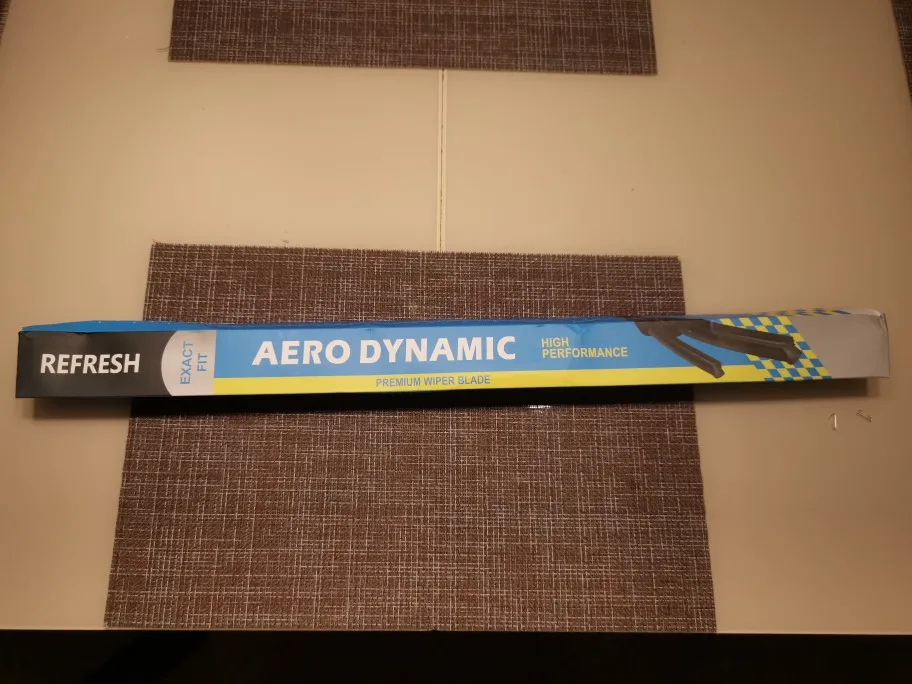 REFRESH
EXACT
FIT
AERO DYNAMIC
HIGH
PERFORMANCE
PREMIUM WIPER BLADE